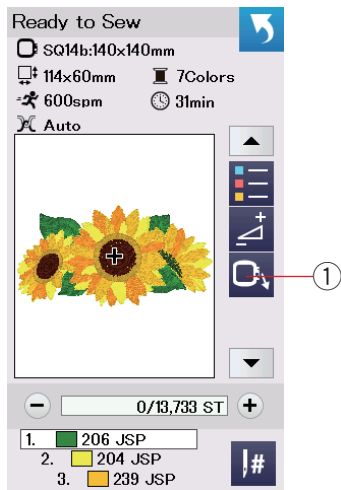 Ready to Sew
SQ14b:140x140mm
114x60mm 7Colors
600spm 31min
Auto
1
0/13,733 ST
1. 206 JSP
2. 204 JSP
3. 239 JSP
#